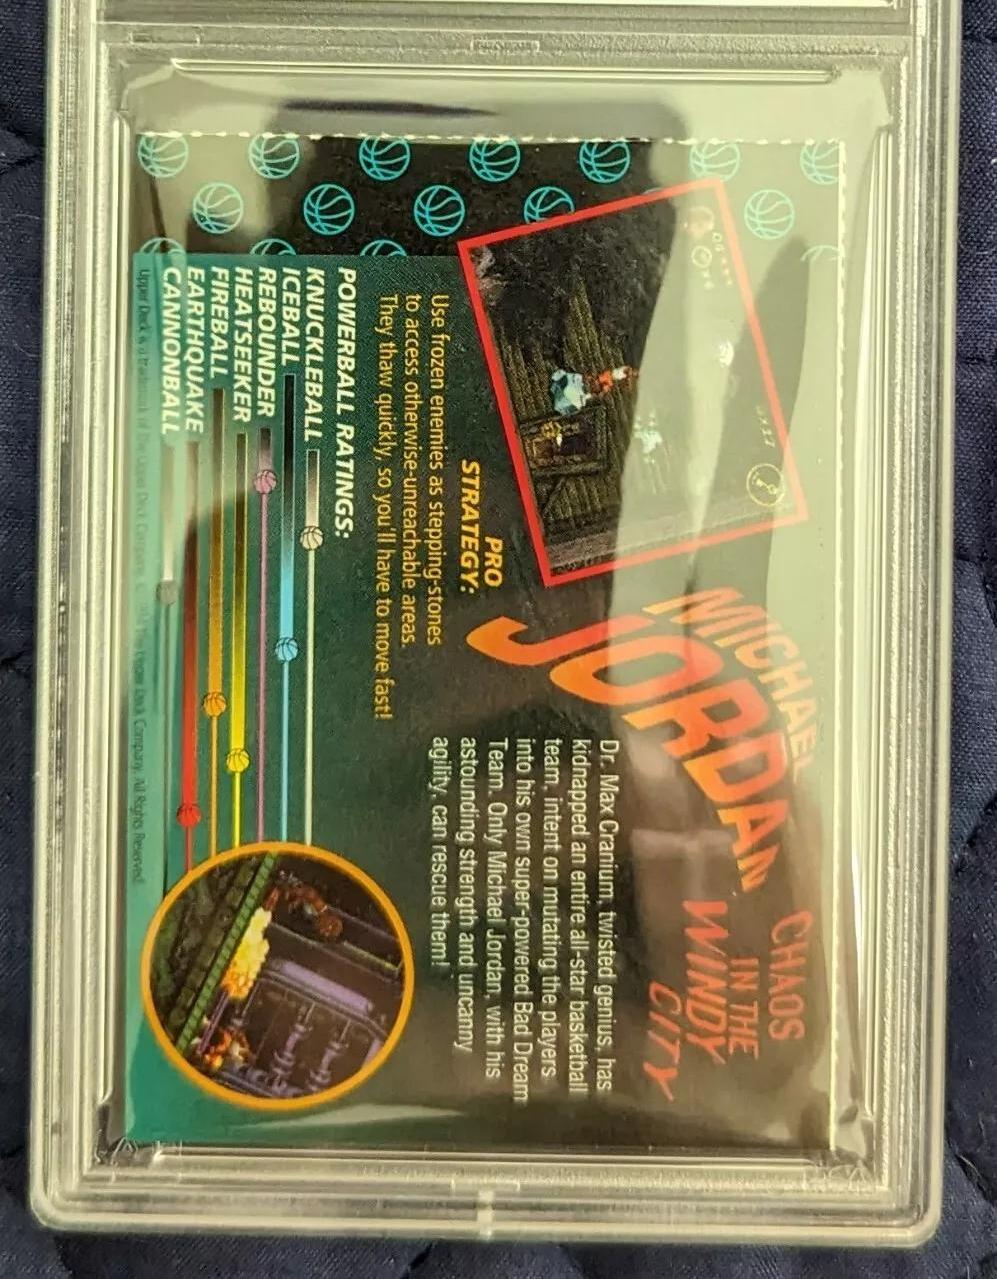 MICHAEL
JORDAN
CHAOS
IN THE
WINDY
CITY
Dr. Max Cranium, twisted genius, has
kidnapped an entire all-star basketball
team, intent on mutating the players
into his own super-powered Bad Dream
Team. Only Michael Jordan, with his
astounding strength and uncanny
agility, can rescue them!
PRO
STRATEGY:
Use frozen enemies as stepping-stones
to access otherwise-unreachable areas.
They thaw quickly, so you'll have to move fast!
POWERBALL RATINGS:
KNUCKLEBALL
ICEBALL
REBOUNDER
HEATSEEKER
FIREBALL
EARTHQUAKE
CANNONBALL
Upper Deck is a trademark The Upper Deck Company. The Upper Deck Company. All Rights Reserved.